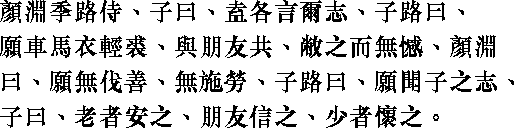 顏淵季路侍、子曰、盍各言爾志、子路曰、
願車馬衣輕裘、與朋友共、敝之而無憾、顏淵
曰、願無伐善、無施勞、子路曰、願聞子之志、
子曰、老者安之、朋友信之、少者懷之。